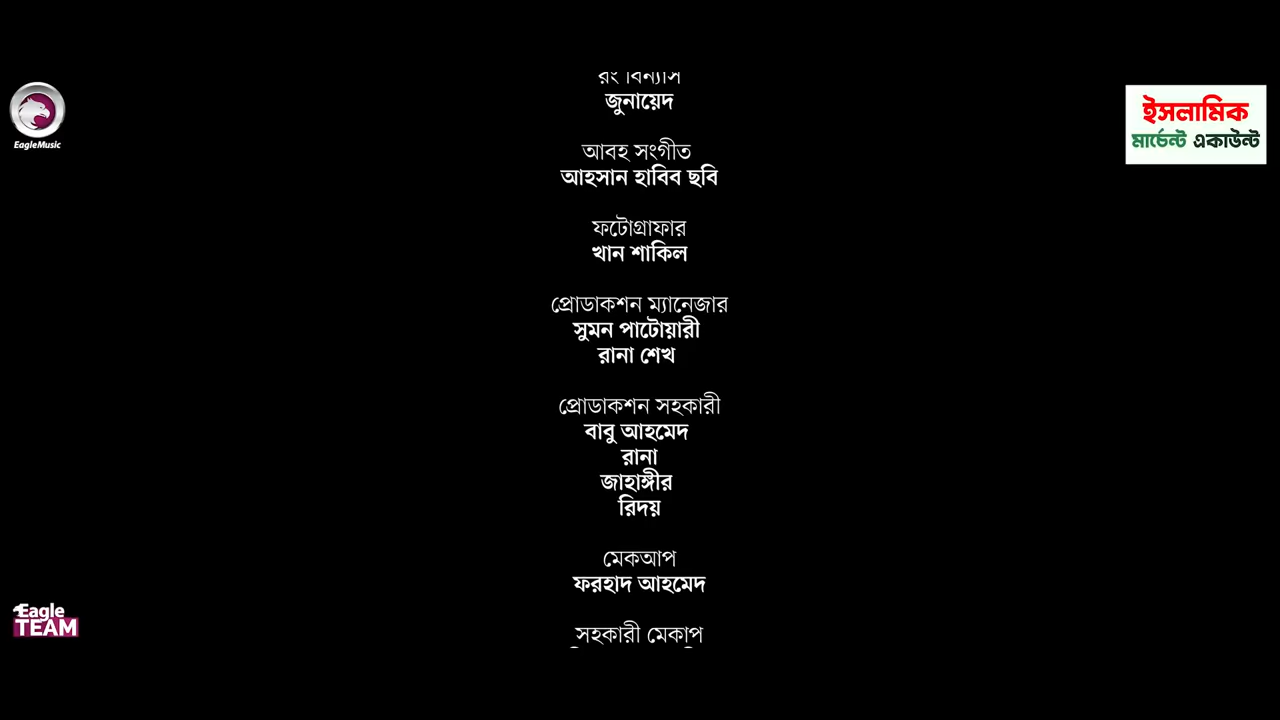 রং বিন্যাস
জুনায়েদ
আবহ সংগীত
আহসান হাবিব ছবি
ফটোগ্রাফার
খান শাকিল
প্রোডাকশন ম্যানেজার
সুমন পাটোয়ারী
রানা শেখ
প্রোডাকশন সহকারী
বাবু আহমেদ
রানা
জাহাঙ্গীর
রিদয়
মেকআপ
ফরহাদ আহমেদ
সহকারী মেকাপ
EagleMusic
ইসলামিক
মার্চেন্ট একাউন্ট
Eagle
TEAM